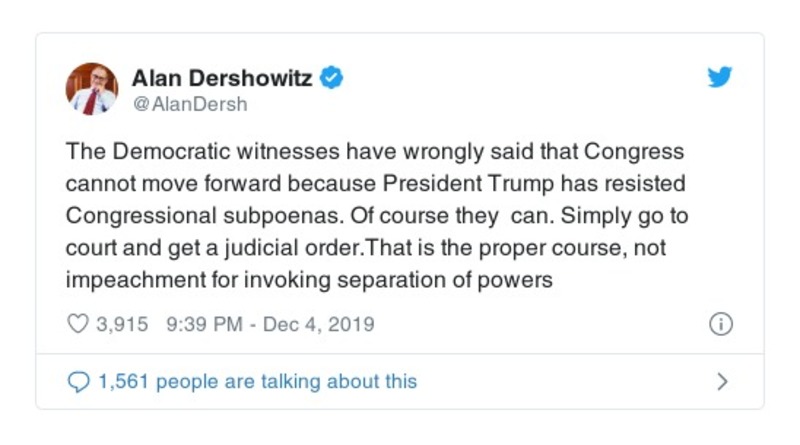 Alan Dershowitz
@AlanDersh
The Democratic witnesses have wrongly said that Congress
cannot move forward because President Trump has resisted
Congressional subpoenas. Of course they  can. Simply go to
court and get a judicial order.That is the proper course, not
impeachment for invoking separation of powers
3,915 9:39 PM - Dec 4, 2019
1,561 people are talking about this